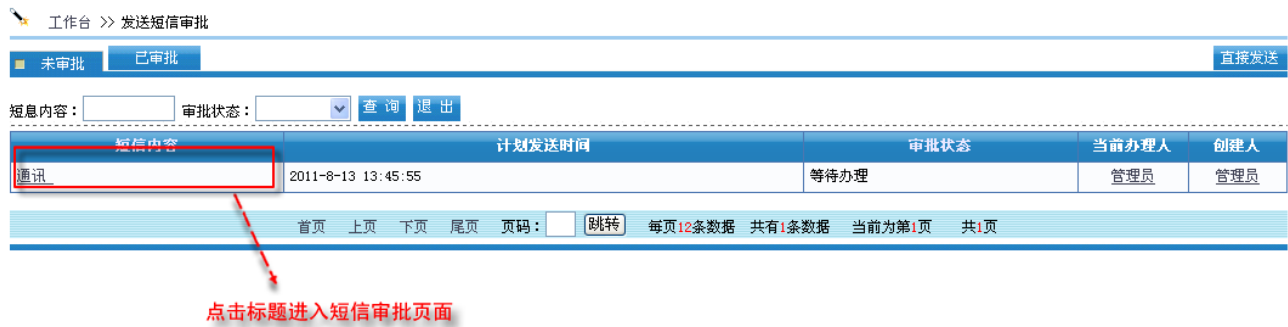 工作台 >> 发送短信审批
未审批 已审批 直接发送
短息内容： 审批状态： 查 询 退 出
短信内容 计划发送时间 审批状态 当前办理人 创建人
通讯 2011-8-13 13:45:55 等待办理 管理员 管理员
首页 上页 下页 尾页 页码： 跳转 每页12条数据 共有1条数据 当前为第1页 共1页
点击标题进入短信审批页面